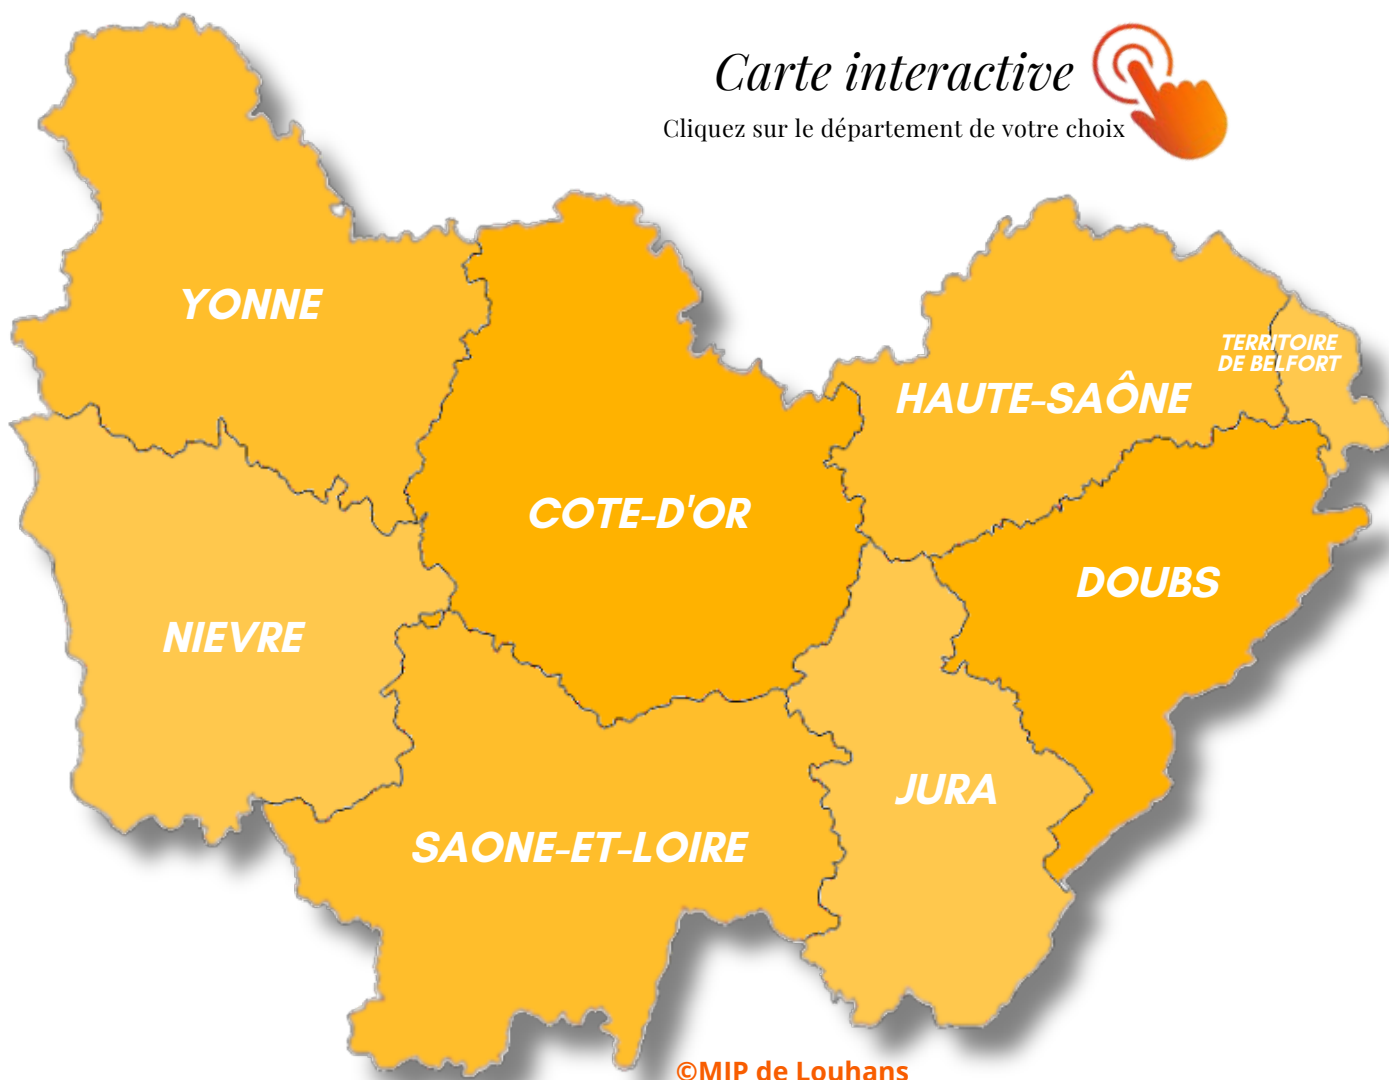 Carte interactive
Cliquez sur le département de votre choix
YONNE
TERRITOIRE
DE BELFORT
HAUTE-SAÔNE
COTE-D'OR
DOUBS
NIEVRE
JURA
SAONE-ET-LOIRE
©MIP de Louhans